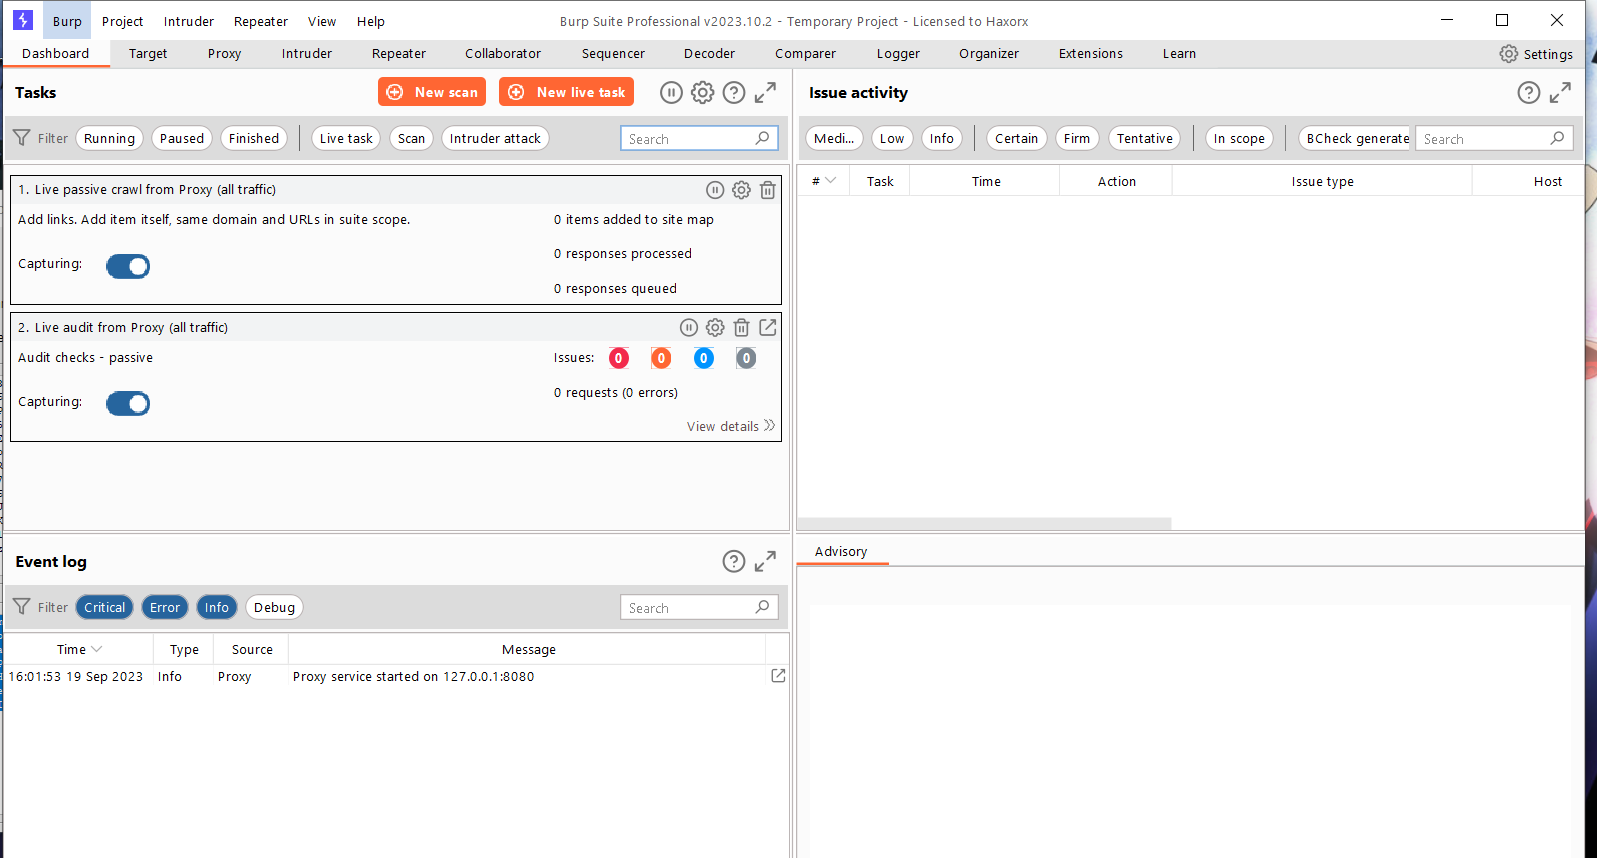 Burp Project Intruder Repeater View Help Burp Suite Professional v2023.10.2 - Temporary Project - Licensed to Haxorx
Dashboard Target Proxy Intruder Repeater Collaborator Sequencer Decoder Comparer Logger Organizer Extensions Learn Settings
Tasks New scan New live task
Filter Running Paused Finished Live task Scan Intruder attack Search
1. Live passive crawl from Proxy (all traffic)
Add links. Add item itself, same domain and URLs in suite scope. 0 items added to site map
0 responses processed
Capturing:
0 responses queued
2. Live audit from Proxy (all traffic)
Audit checks - passive Issues: 0 0 0 0
0 requests (0 errors)
Capturing:
View details
Issue activity
Medi... Low Info Certain Firm Tentative In scope BCheck generate Search
# Task Time Action Issue type Host
Event log
Filter Critical Error Info Debug Search
Time Type Source Message
16:01:53 19 Sep 2023 Info Proxy Proxy service started on 127.0.0.1:8080
Advisory